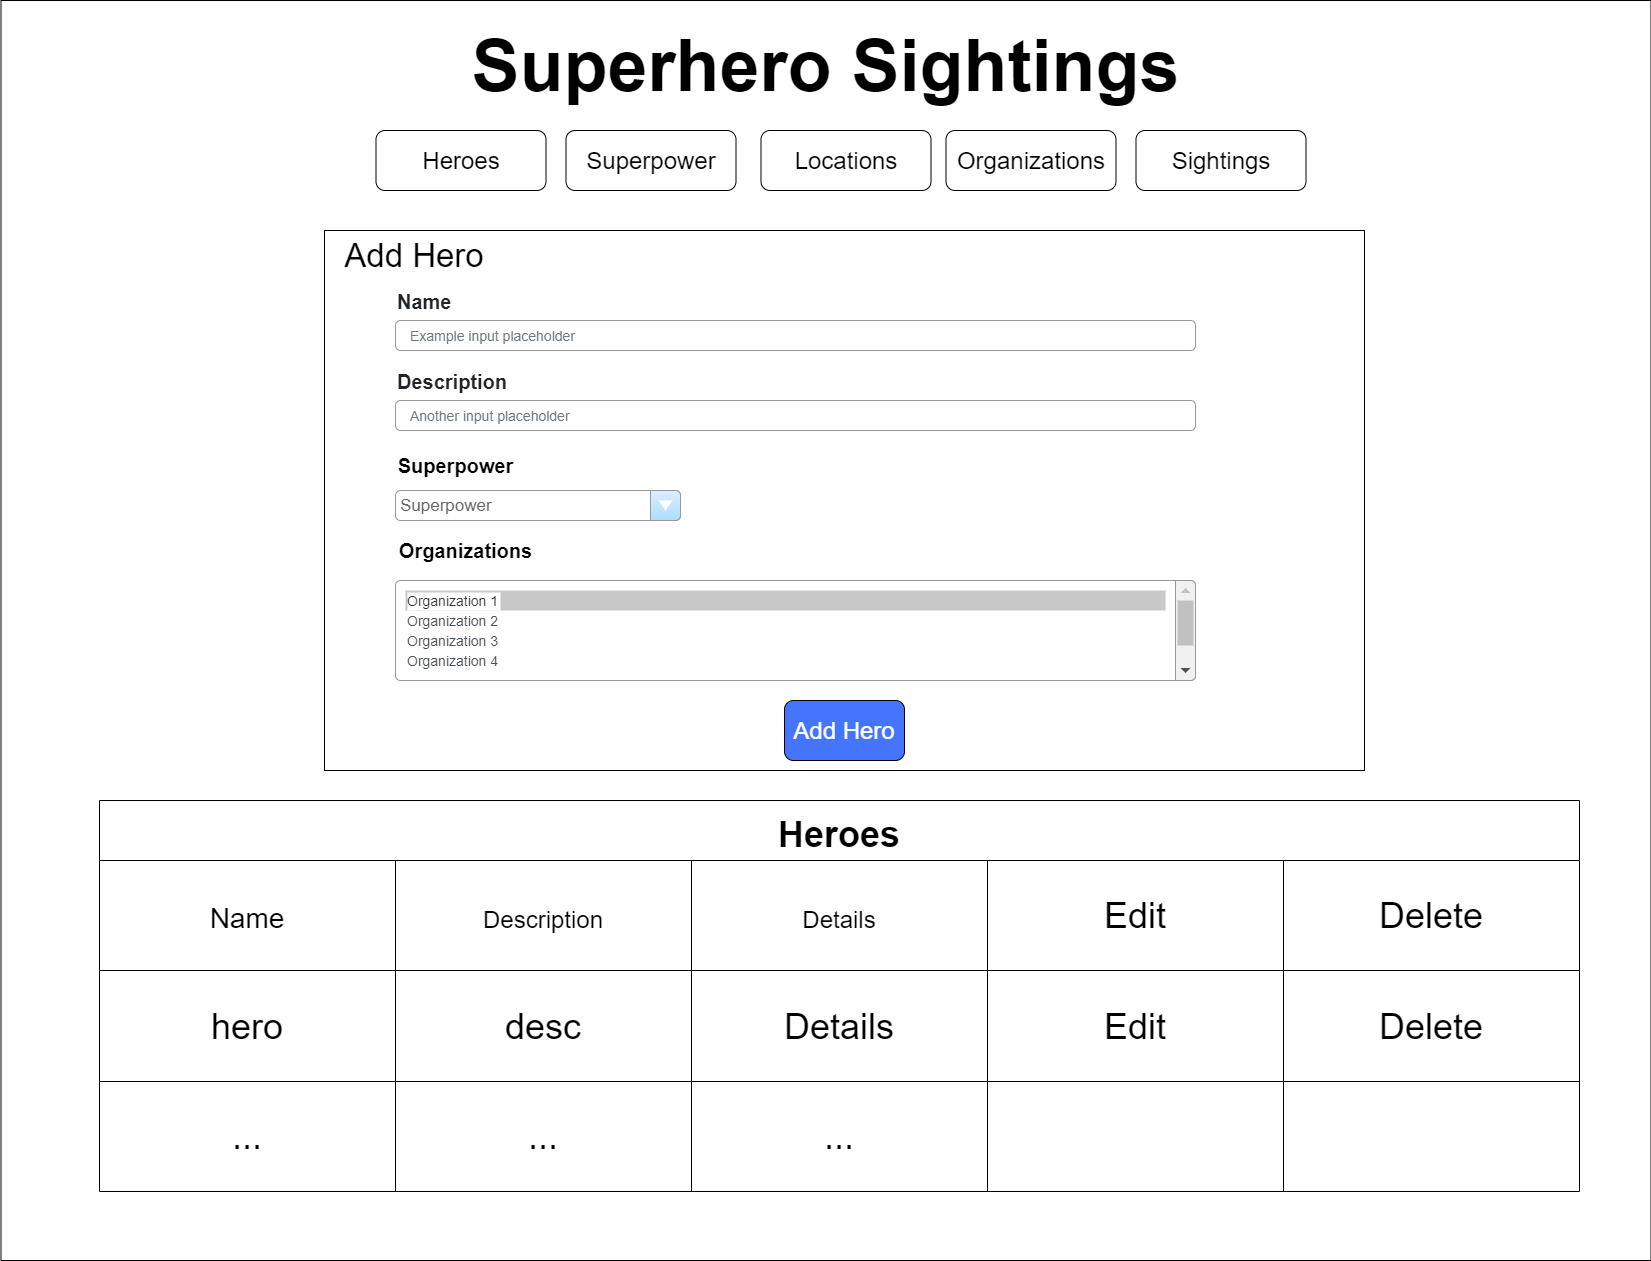 Superhero Sightings
Heroes Superpower Locations Organizations Sightings
Add Hero
Name
Example input placeholder
Description
Another input placeholder
Superpower
Superpower
Organizations
Organization 1
Organization 2
Organization 3
Organization 4
Add Hero
Heroes
Name Description Details Edit Delete
hero desc Details Edit Delete
... ... ...